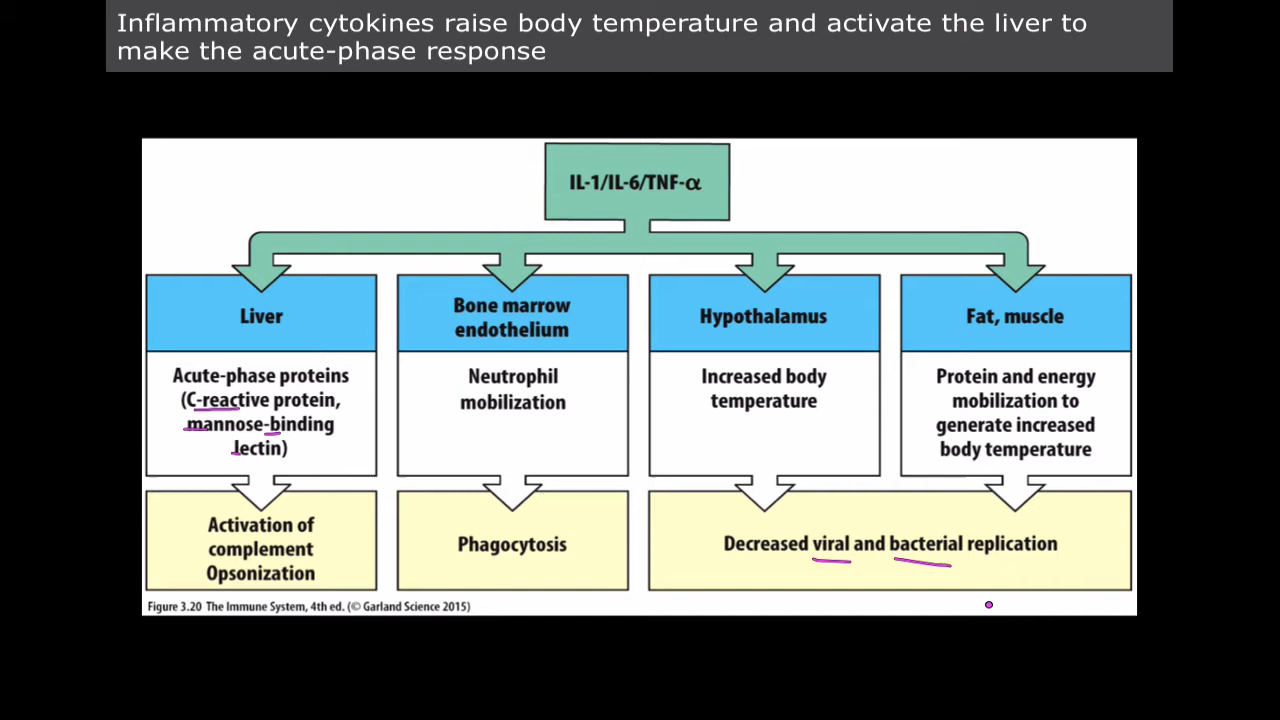 Inflammatory cytokines raise body temperature and activate the liver to
make the acute-phase response
IL-1/IL-6/TNF-α
Liver
Acute-phase proteins
(C-reactive protein,
mannose-binding
lectin)
Activation of
complement
Opsonization
Bone marrow
endothelium
Neutrophil
mobilization
Phagocytosis
Hypothalamus
Increased body
temperature
Fat, muscle
Protein and energy
mobilization to
generate increased
body temperature
Decreased viral and bacterial replication
Figure 3.20 The Immune System, 4th ed. (© Garland Science 2015)